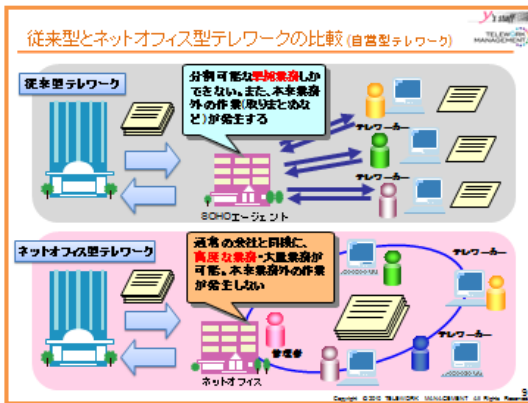 y's staff
TELEWORK
MANAGEMENT
従来型とネットオフィス型テレワークの比較(自営型テレワーク)
従来型テレワーク
分割可能な単純業務しか
できない。また、本来業務
外の作業(取りまとめな
ど)が発生する
テレワーカー
SOHOエージェント
ネットオフィス型テレワーク
通常の会社と同様に、
高度な業務・大量業務が
可能。本来業務外の作業
が発生しない
テレワーカー
テレワーカー
管理者
ネットオフィス
Copyright ©2010 TELEWORK MANAGEMENT All Rights Reserved